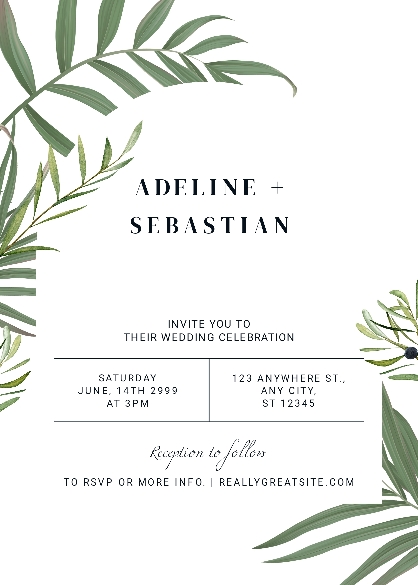 ADELINE +
SEBASTIAN
INVITE YOU TO
THEIR WEDDING CELEBRATION
SATURDAY
JUNE, 14TH 2999
AT 3PM
123 ANYWHERE ST.,
ANY CITY,
ST 12345
Reception to follow
TO RSVP OR MORE INFO. | REALLYGREATSITE.COM